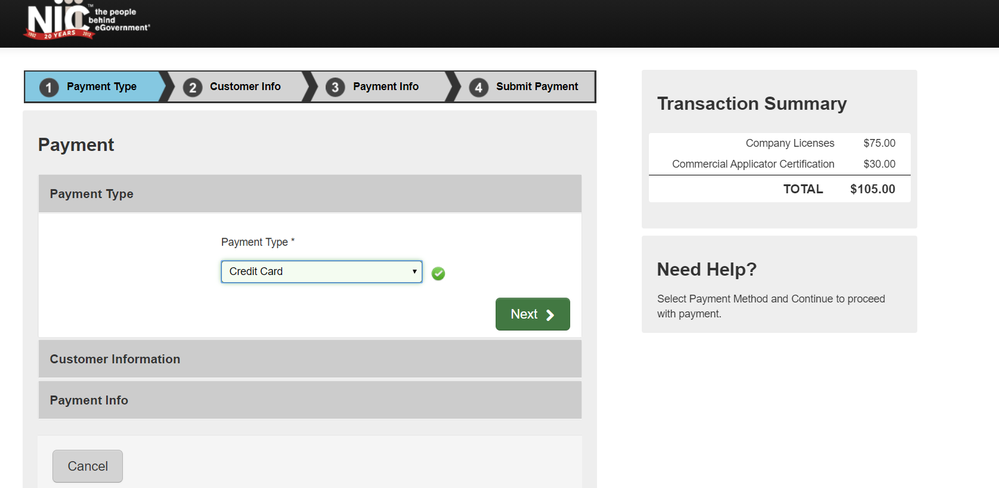 NIC™ the people
behind
eGovernment®
1992 20 YEARS 2012
1 Payment Type 2 Customer Info 3 Payment Info 4 Submit Payment
Payment
Payment Type
Payment Type *
Credit Card
Next
Customer Information
Payment Info
Cancel
Transaction Summary
Company Licenses $75.00
Commercial Applicator Certification $30.00
TOTAL $105.00
Need Help?
Select Payment Method and Continue to proceed
with payment.